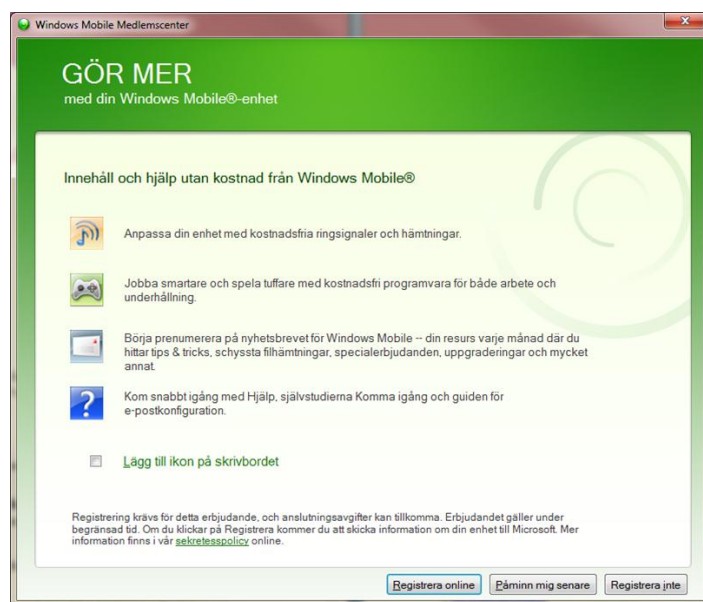 Windows Mobile Medlemscenter
GÖR MER
med din Windows Mobile®-enhet
Innehåll och hjälp utan kostnad från Windows Mobile®
Anpassa din enhet med kostnadsfria ringsignaler och hämtningar.
Jobba smartare och spela tuffare med kostnadsfri programvara för både arbete och
underhållning.
Börja prenumerera på nyhetsbrevet för Windows Mobile -- din resurs varje månad där du
hittar tips & tricks, schyssta filhämtningar, specialerbjudanden, uppgraderingar och mycket
annat.
Kom snabbt igång med Hjälp, självstudierna Komma igång och guiden för
e-postkonfiguration.
Lägg till ikon på skrivbordet
Registrering krävs för detta erbjudande, och anslutningsavgifter kan tillkomma. Erbjudandet gäller under
begränsad tid. Om du klickar på Registrera kommer du att skicka information om din enhet till Microsoft. Mer
information finns i vår sekretesspolicy online.
Registrera online Påminn mig senare Registrera inte